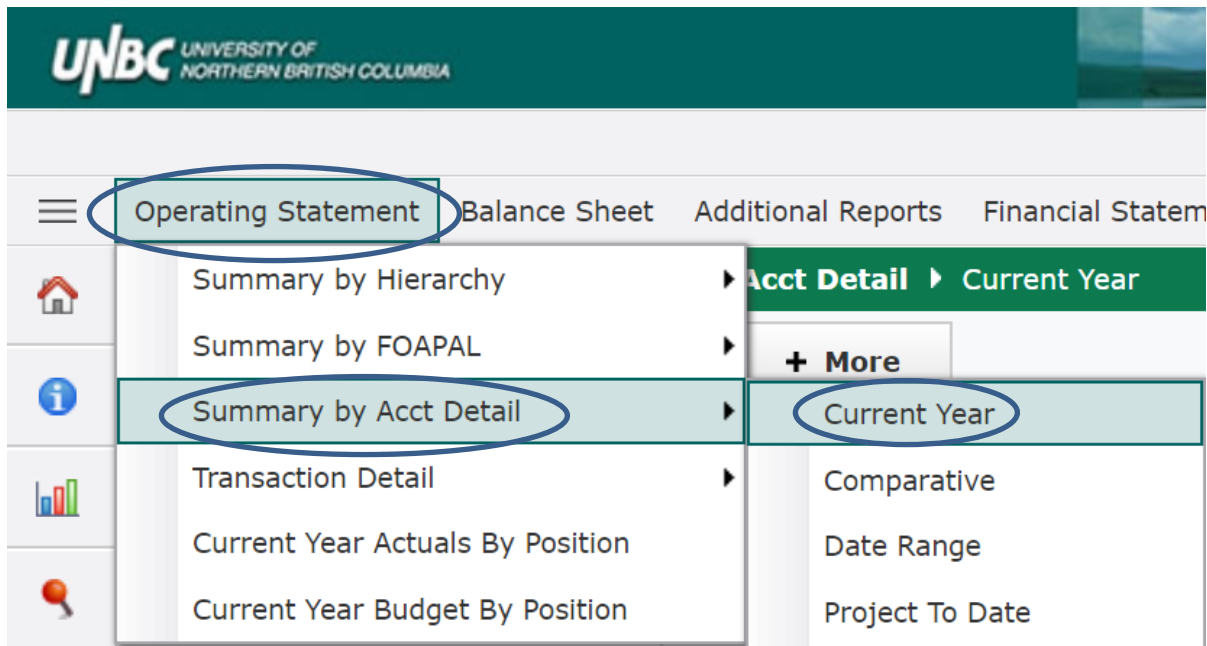 UNBC UNIVERSITY OF
NORTHERN BRITISH COLUMBIA
Operating Statement Balance Sheet Additional Reports Financial Statem
Summary by Hierarchy
Acct Detail Current Year
Summary by FOAPAL
+ More
Summary by Acct Detail
Current Year
Transaction Detail
Comparative
Current Year Actuals By Position
Date Range
Current Year Budget By Position
Project To Date